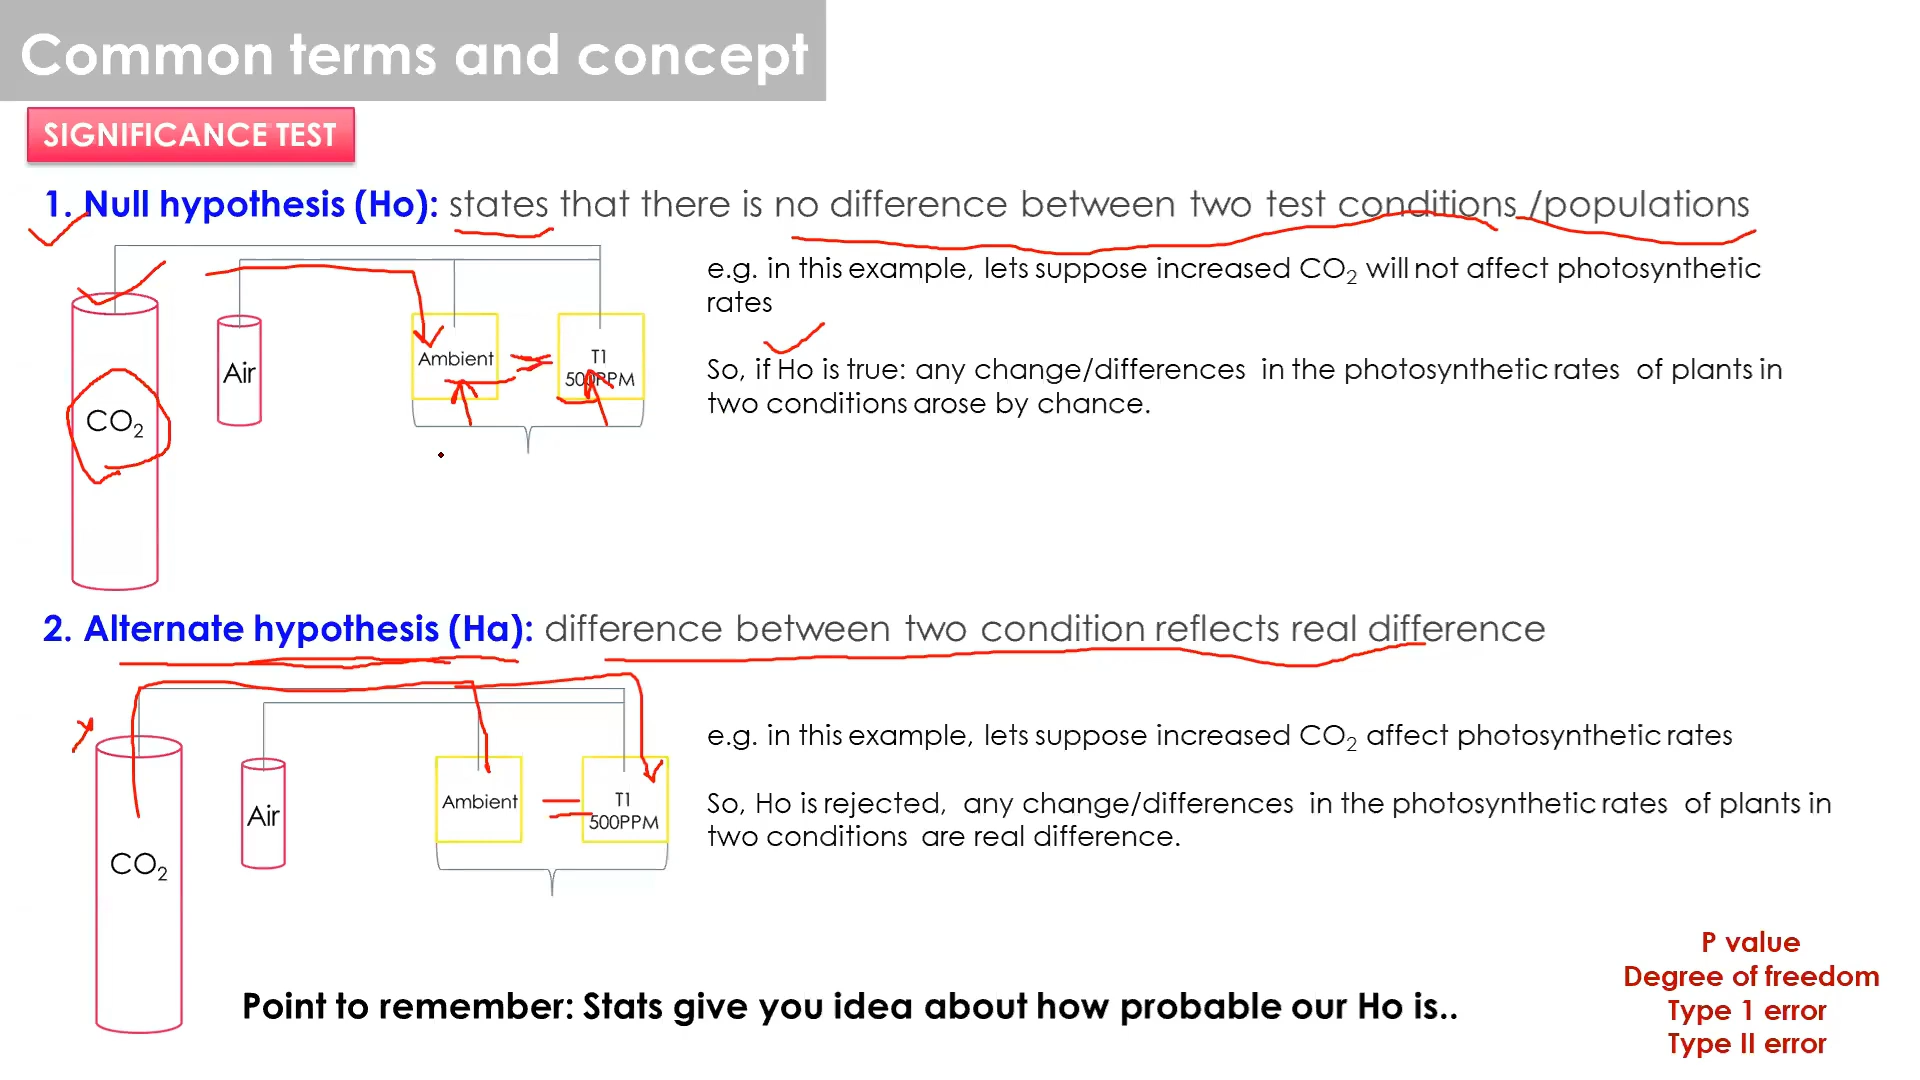 Common terms and concept
SIGNIFICANCE TEST
1. Null hypothesis (Ho): states that there is no difference between two test conditions /populations
e.g. in this example, lets suppose increased CO2 will not affect photosynthetic
rates
So, if Ho is true: any change/differences in the photosynthetic rates of plants in
two conditions arose by chance.
CO2
Air
Ambient
T1
500PPM
2. Alternate hypothesis (Ha): difference between two condition reflects real difference
e.g. in this example, lets suppose increased CO2 affect photosynthetic rates
So, Ho is rejected, any change/differences in the photosynthetic rates of plants in
two conditions are real difference.
CO2
Air
Ambient
T1
500PPM
Point to remember: Stats give you idea about how probable our Ho is..
P value
Degree of freedom
Type 1 error
Type II error